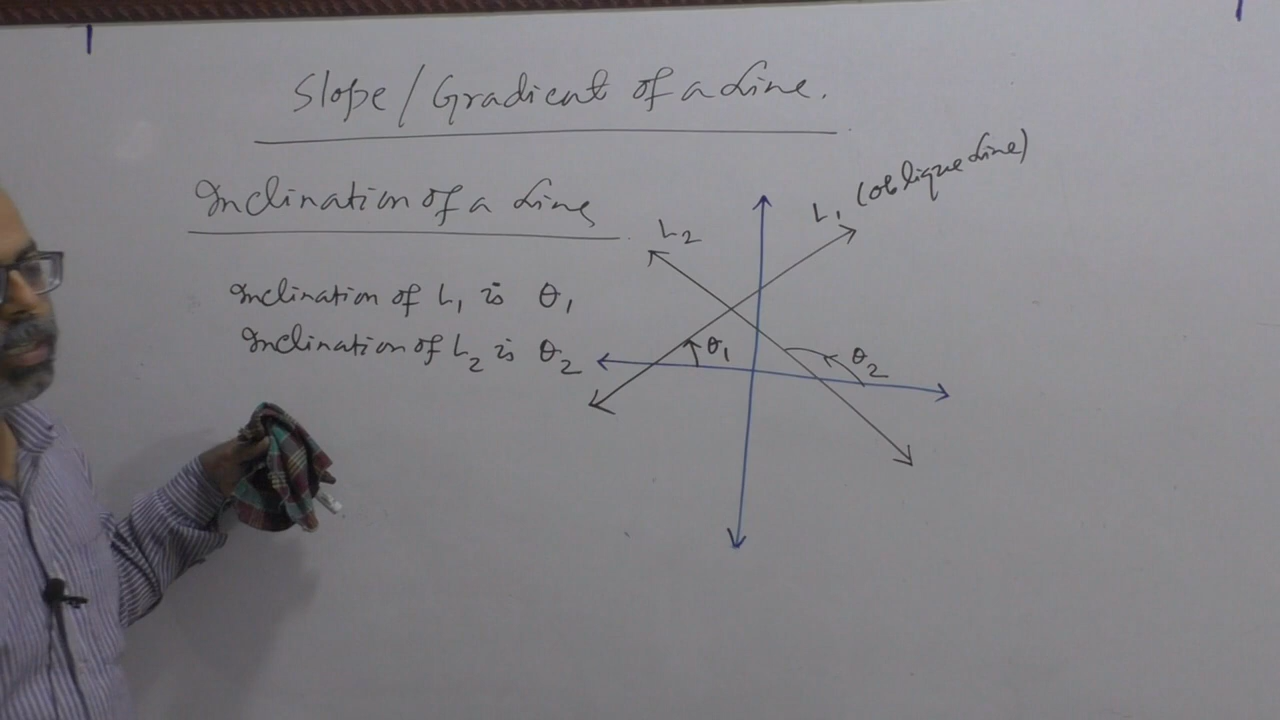 Slope/Gradient of a Line.
Inclination of a Line
Inclination of L₁ is θ₁
Inclination of L₂ is θ₂
L₂
L₁ (oblique Line)
θ₁
θ₂